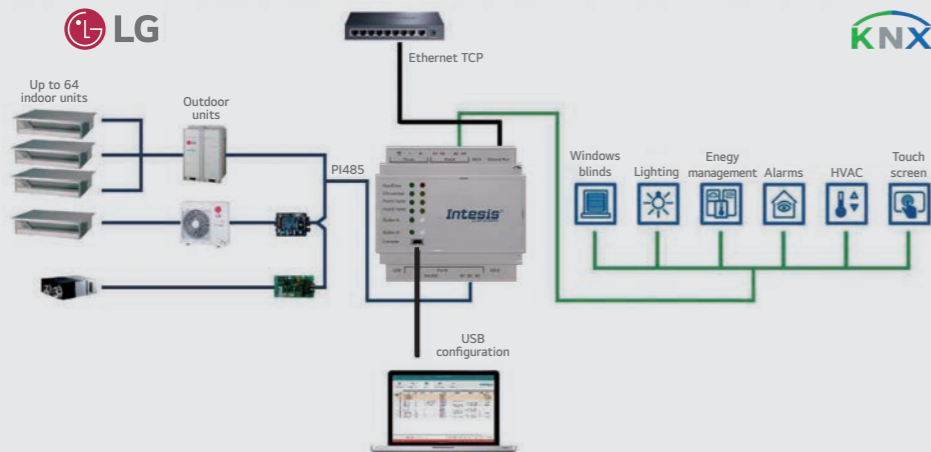 LG
Ethernet TCP
KNX
Up to 64
indoor units
Outdoor
units
PI485
Windows
blinds
Lighting
Enegy
management
Alarms
HVAC
Touch
screen
Intesis
USB
configuration